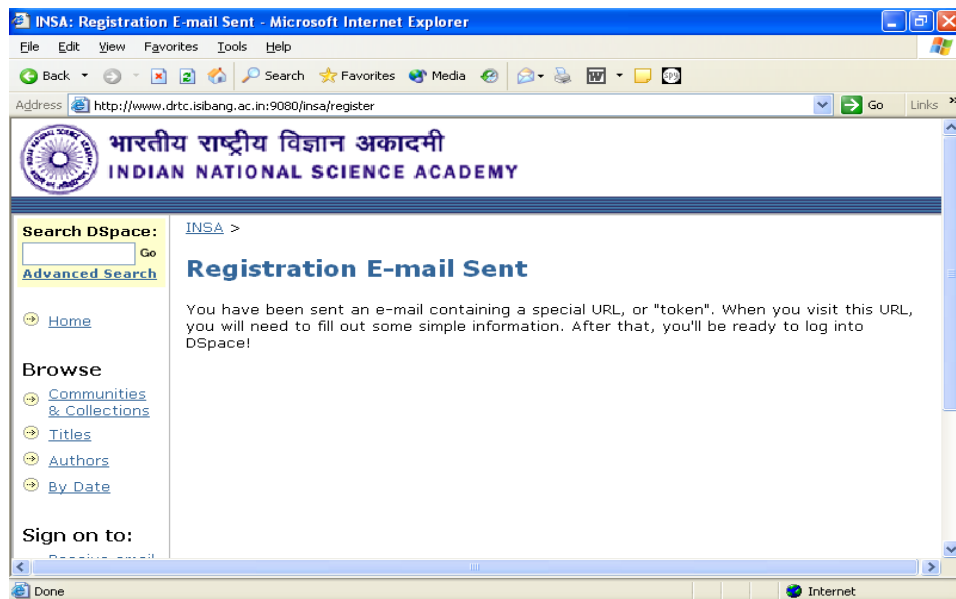 INSA: Registration E-mail Sent - Microsoft Internet Explorer
File Edit View Favorites Tools Help
Back Search Favorites Media
Address http://www.drtc.isibang.ac.in:9080/insa/register Go Links »
भारतीय राष्ट्रीय विज्ञान अकादमी
INDIAN NATIONAL SCIENCE ACADEMY
Search DSpace:
Go
Advanced Search
Home
Browse
Communities
& Collections
Titles
Authors
By Date
Sign on to:
Receive email
INSA >
Registration E-mail Sent
You have been sent an e-mail containing a special URL, or "token". When you visit this URL,
you will need to fill out some simple information. After that, you'll be ready to log into
DSpace!
Done Internet